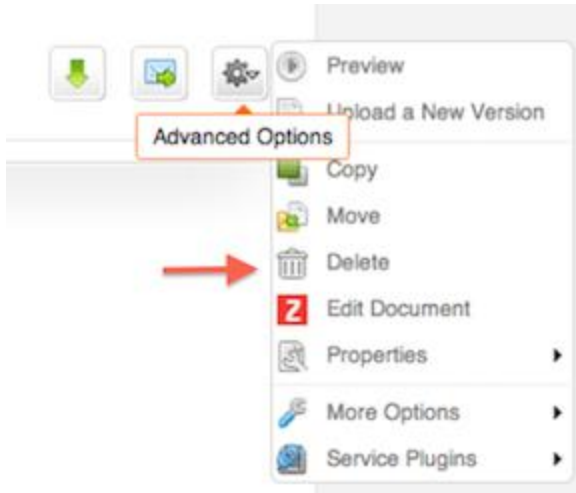 Preview
Upload a New Version
Advanced Options
Copy
Move
Delete
Z Edit Document
Properties
More Options
Service Plugins